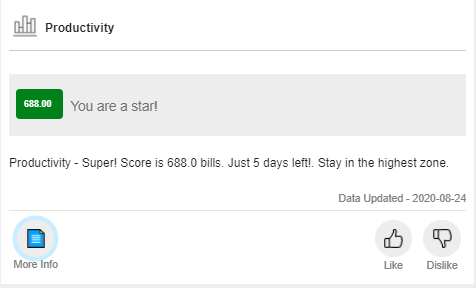 Productivity
688.00 You are a star!
Productivity - Super! Score is 688.0 bills. Just 5 days left!. Stay in the highest zone.
Data Updated - 2020-08-24
More Info Like Dislike